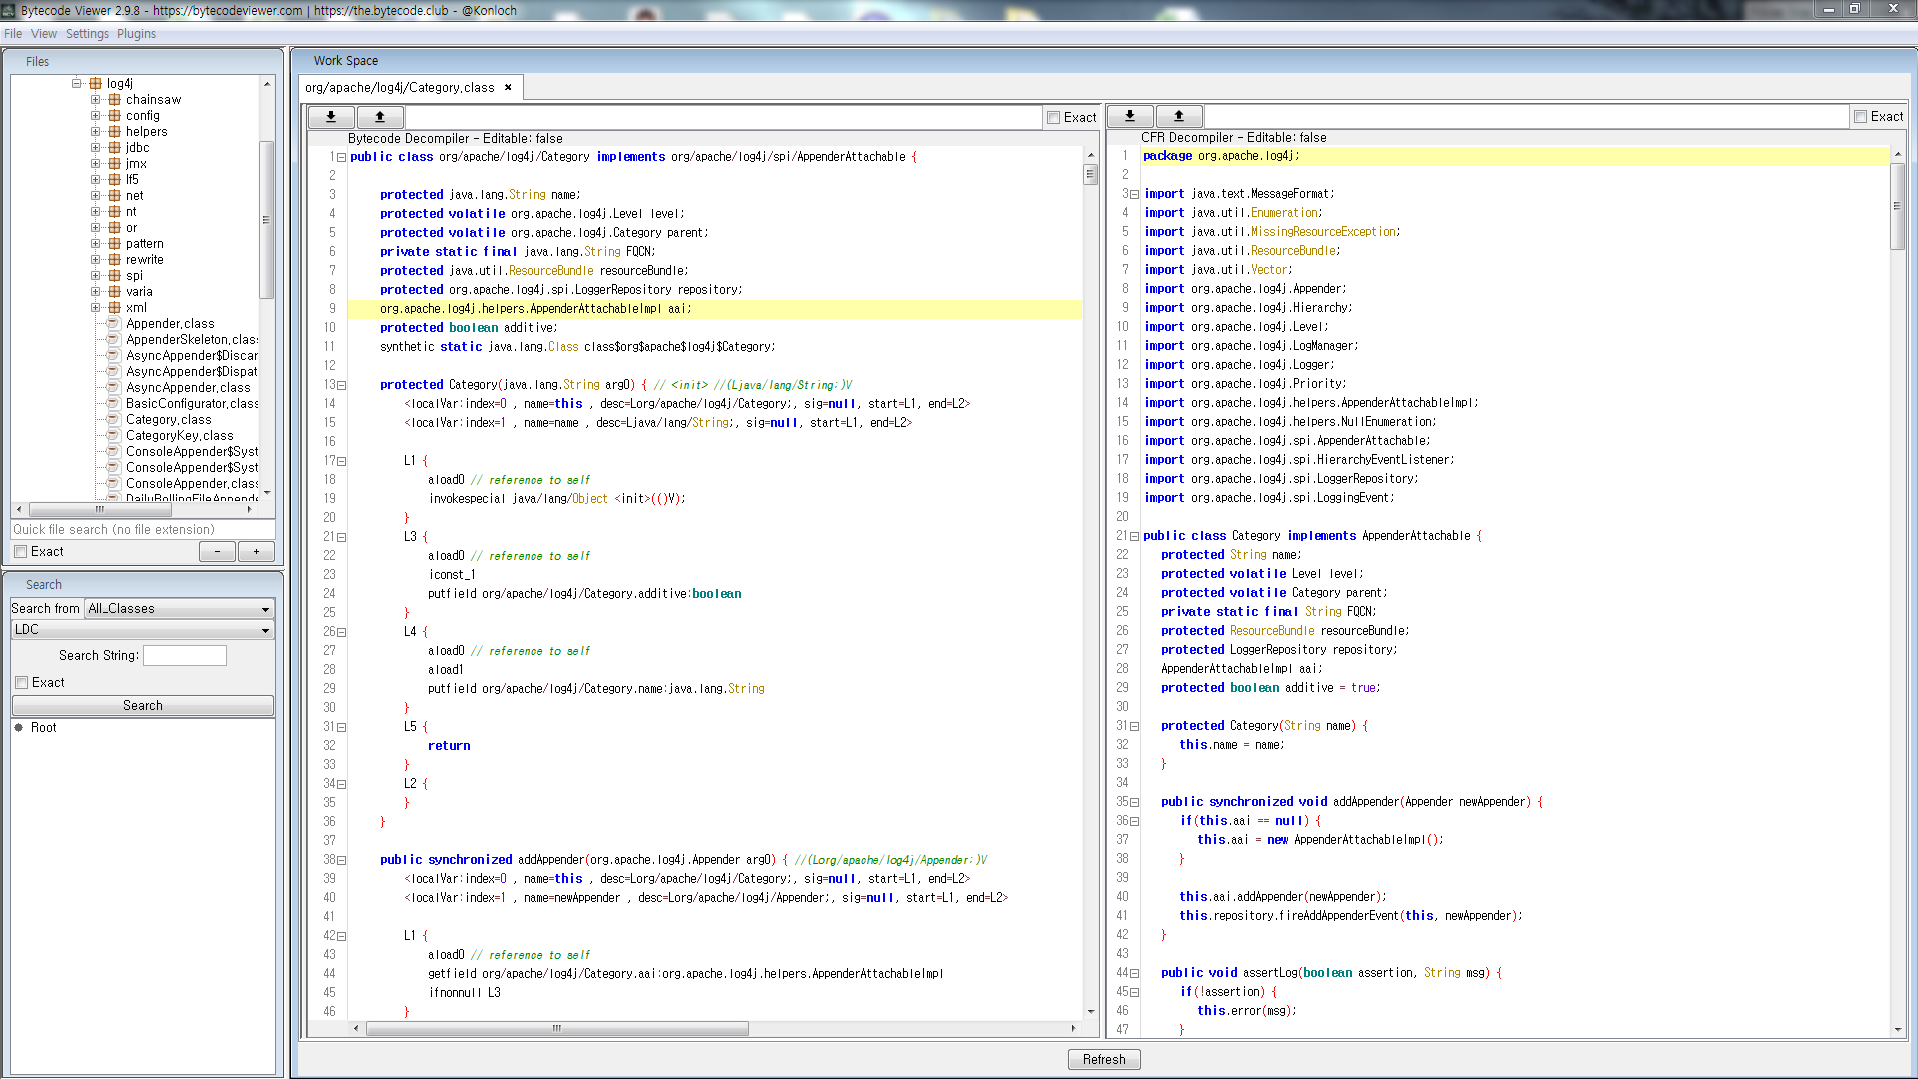 Bytecode Viewer 2.9.8 - https://bytecodeviewer.com | https://the.bytecode.club - @Konloch
File View Settings Plugins
Files
log4j
chainsaw
config
helpers
jdbc
jmx
lf5
net
nt
or
pattern
rewrite
spi
varia
xml
Appender.class
AppenderSkeleton.clas
AsyncAppender$Discar
AsyncAppender$Dispat
AsyncAppender.class
BasicConfigurator.class
Category.class
CategoryKey.class
ConsoleAppender$Syst
ConsoleAppender$Syst
ConsoleAppender.class
DailyRollingFileAppende
Quick file search (no file extension)
Exact
- +
Search
Search from All_Classes
LDC
Search String:
Exact
Search
Root
Work Space
org/apache/log4j/Category.class ×
Exact
Bytecode Decompiler - Editable: false
1 public class org/apache/log4j/Category implements org/apache/log4j/spi/AppenderAttachable {
2
3 protected java.lang.String name;
4 protected volatile org.apache.log4j.Level level;
5 protected volatile org.apache.log4j.Category parent;
6 private static final java.lang.String FQCN;
7 protected java.util.ResourceBundle resourceBundle;
8 protected org.apache.log4j.spi.LoggerRepository repository;
9 org.apache.log4j.helpers.AppenderAttachableImpl aai;
10 protected boolean additive;
11 synthetic static java.lang.Class class$org$apache$log4j$Category;
12
13 protected Category(java.lang.String arg0) { // <init> //(Ljava/lang/String;)V
14 <localVar:index=0 , name=this , desc=Lorg/apache/log4j/Category;, sig=null, start=L1, end=L2>
15 <localVar:index=1 , name=name , desc=Ljava/lang/String;, sig=null, start=L1, end=L2>
16
17 L1 {
18 aload0 // reference to self
19 invokespecial java/lang/Object <init>(()V);
20 }
21 L3 {
22 aload0 // reference to self
23 iconst_1
24 putfield org/apache/log4j/Category.additive:boolean
25 }
26 L4 {
27 aload0 // reference to self
28 aload1
29 putfield org/apache/log4j/Category.name:java.lang.String
30 }
31 L5 {
32 return
33 }
34 L2 {
35 }
36 }
37
38 public synchronized addAppender(org.apache.log4j.Appender arg0) { //(Lorg/apache/log4j/Appender;)V
39 <localVar:index=0 , name=this , desc=Lorg/apache/log4j/Category;, sig=null, start=L1, end=L2>
40 <localVar:index=1 , name=newAppender , desc=Lorg/apache/log4j/Appender;, sig=null, start=L1, end=L2>
41
42 L1 {
43 aload0 // reference to self
44 getfield org/apache/log4j/Category.aai:org.apache.log4j.helpers.AppenderAttachableImpl
45 ifnonnull L3
46 }
Exact
CFR Decompiler - Editable: false
1 package org.apache.log4j;
2
3 import java.text.MessageFormat;
4 import java.util.Enumeration;
5 import java.util.MissingResourceException;
6 import java.util.ResourceBundle;
7 import java.util.Vector;
8 import org.apache.log4j.Appender;
9 import org.apache.log4j.Hierarchy;
10 import org.apache.log4j.Level;
11 import org.apache.log4j.LogManager;
12 import org.apache.log4j.Logger;
13 import org.apache.log4j.Priority;
14 import org.apache.log4j.helpers.AppenderAttachableImpl;
15 import org.apache.log4j.helpers.NullEnumeration;
16 import org.apache.log4j.spi.AppenderAttachable;
17 import org.apache.log4j.spi.HierarchyEventListener;
18 import org.apache.log4j.spi.LoggerRepository;
19 import org.apache.log4j.spi.LoggingEvent;
20
21 public class Category implements AppenderAttachable {
22 protected String name;
23 protected volatile Level level;
24 protected volatile Category parent;
25 private static final String FQCN;
26 protected ResourceBundle resourceBundle;
27 protected LoggerRepository repository;
28 AppenderAttachableImpl aai;
29 protected boolean additive = true;
30
31 protected Category(String name) {
32 this.name = name;
33 }
34
35 public synchronized void addAppender(Appender newAppender) {
36 if(this.aai == null) {
37 this.aai = new AppenderAttachableImpl();
38 }
39
40 this.aai.addAppender(newAppender);
41 this.repository.fireAddAppenderEvent(this, newAppender);
42 }
43
44 public void assertLog(boolean assertion, String msg) {
45 if(!assertion) {
46 this.error(msg);
47 }
Refresh